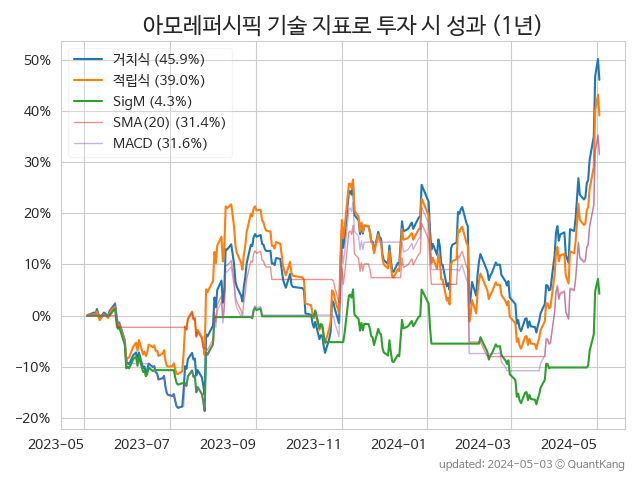 아모레퍼시픽 기술 지표로 투자 시 성과 (1년)
거치식 (45.9%)
적립식 (39.0%)
SigM (4.3%)
SMA(20) (31.4%)
MACD (31.6%)
50%
40%
30%
20%
10%
0%
−10%
−20%
2023-05 2023-07 2023-09 2023-11 2024-01 2024-03 2024-05
updated: 2024-05-03 © QuantKang